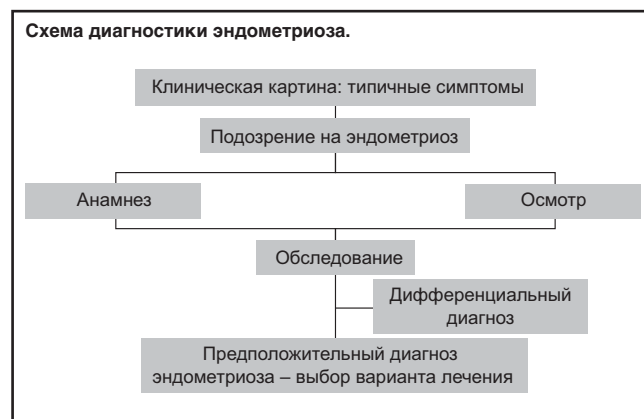 Схема диагностики эндометриоза.
Клиническая картина: типичные симптомы
Подозрение на эндометриоз
Анамнез
Осмотр
Обследование
Дифференциальный
диагноз
Предположительный диагноз
эндометриоза – выбор варианта лечения